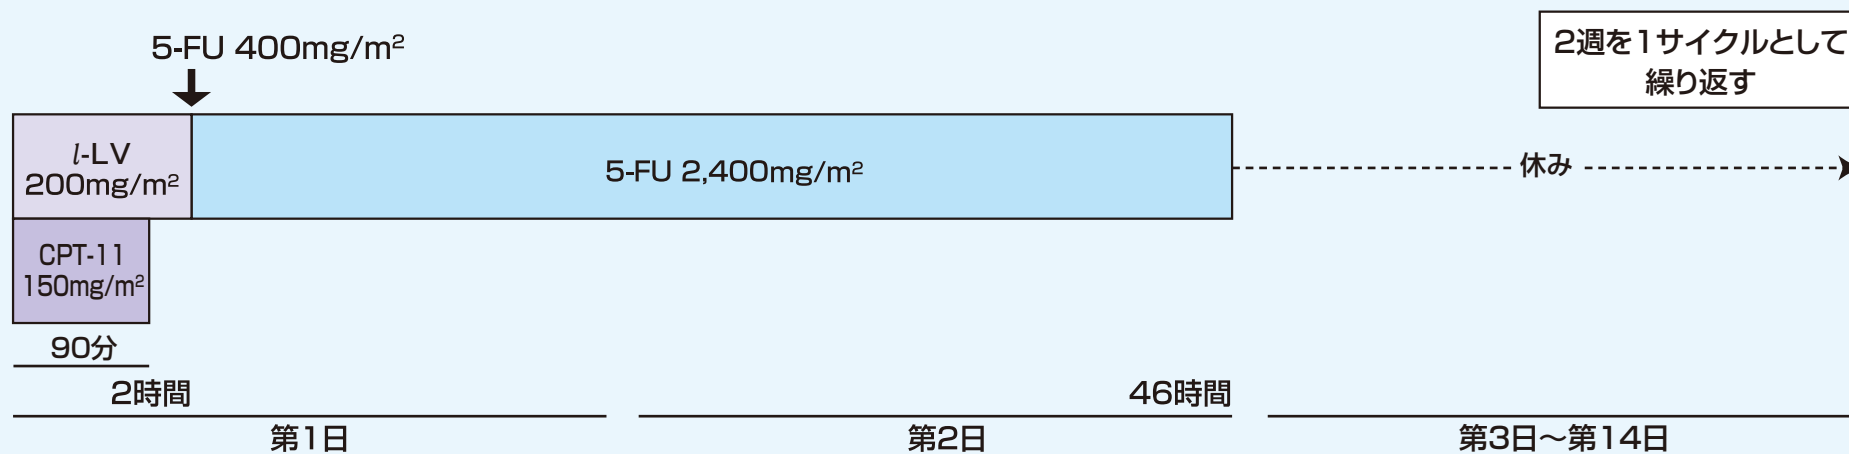 5-FU 400mg/m²
2週を1サイクルとして
繰り返す
l-LV
200mg/m²
5-FU 2,400mg/m²
休み
CPT-11
150mg/m²
90分
2時間
46時間
第1日
第2日
第3日～第14日